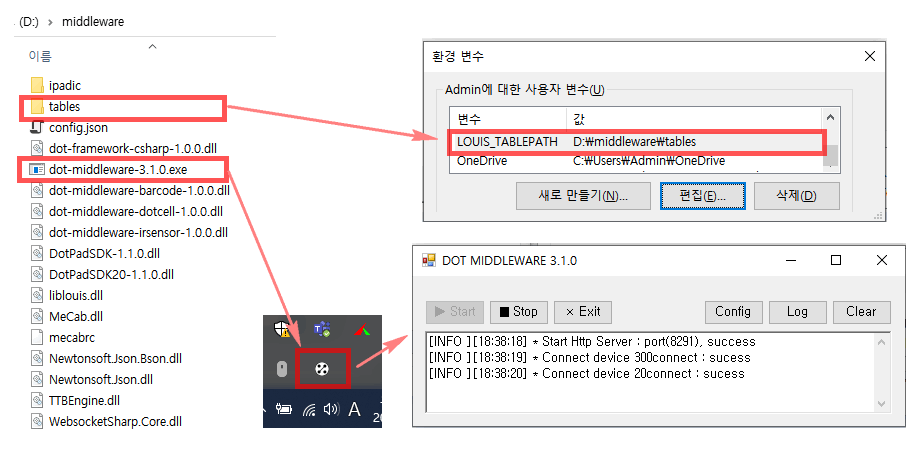 (D:) > middleware
이름
ipadic
tables
config.json
dot-framework-csharp-1.0.0.dll
dot-middleware-3.1.0.exe
dot-middleware-barcode-1.0.0.dll
dot-middleware-dotcell-1.0.0.dll
dot-middleware-irsensor-1.0.0.dll
DotPadSDK-1.1.0.dll
DotPadSDK20-1.1.0.dll
liblouis.dll
MeCab.dll
mecabrc
Newtonsoft.Json.Bson.dll
Newtonsoft.Json.dll
TTBEngine.dll
WebsocketSharp.Core.dll
환경 변수
Admin에 대한 사용자 변수(U)
변수 값
LOUIS_TABLEPATH D:₩middleware₩tables
OneDrive C:₩Users₩Admin₩OneDrive
새로 만들기(N)... 편집(E)... 삭제(D)
A
DOT MIDDLEWARE 3.1.0
Start Stop × Exit Config Log Clear
[INFO ][18:38:18] * Start Http Server : port(8291), success
[INFO ][18:38:19] * Connect device 300connect : sucess
[INFO ][18:38:20] * Connect device 20connect : sucess